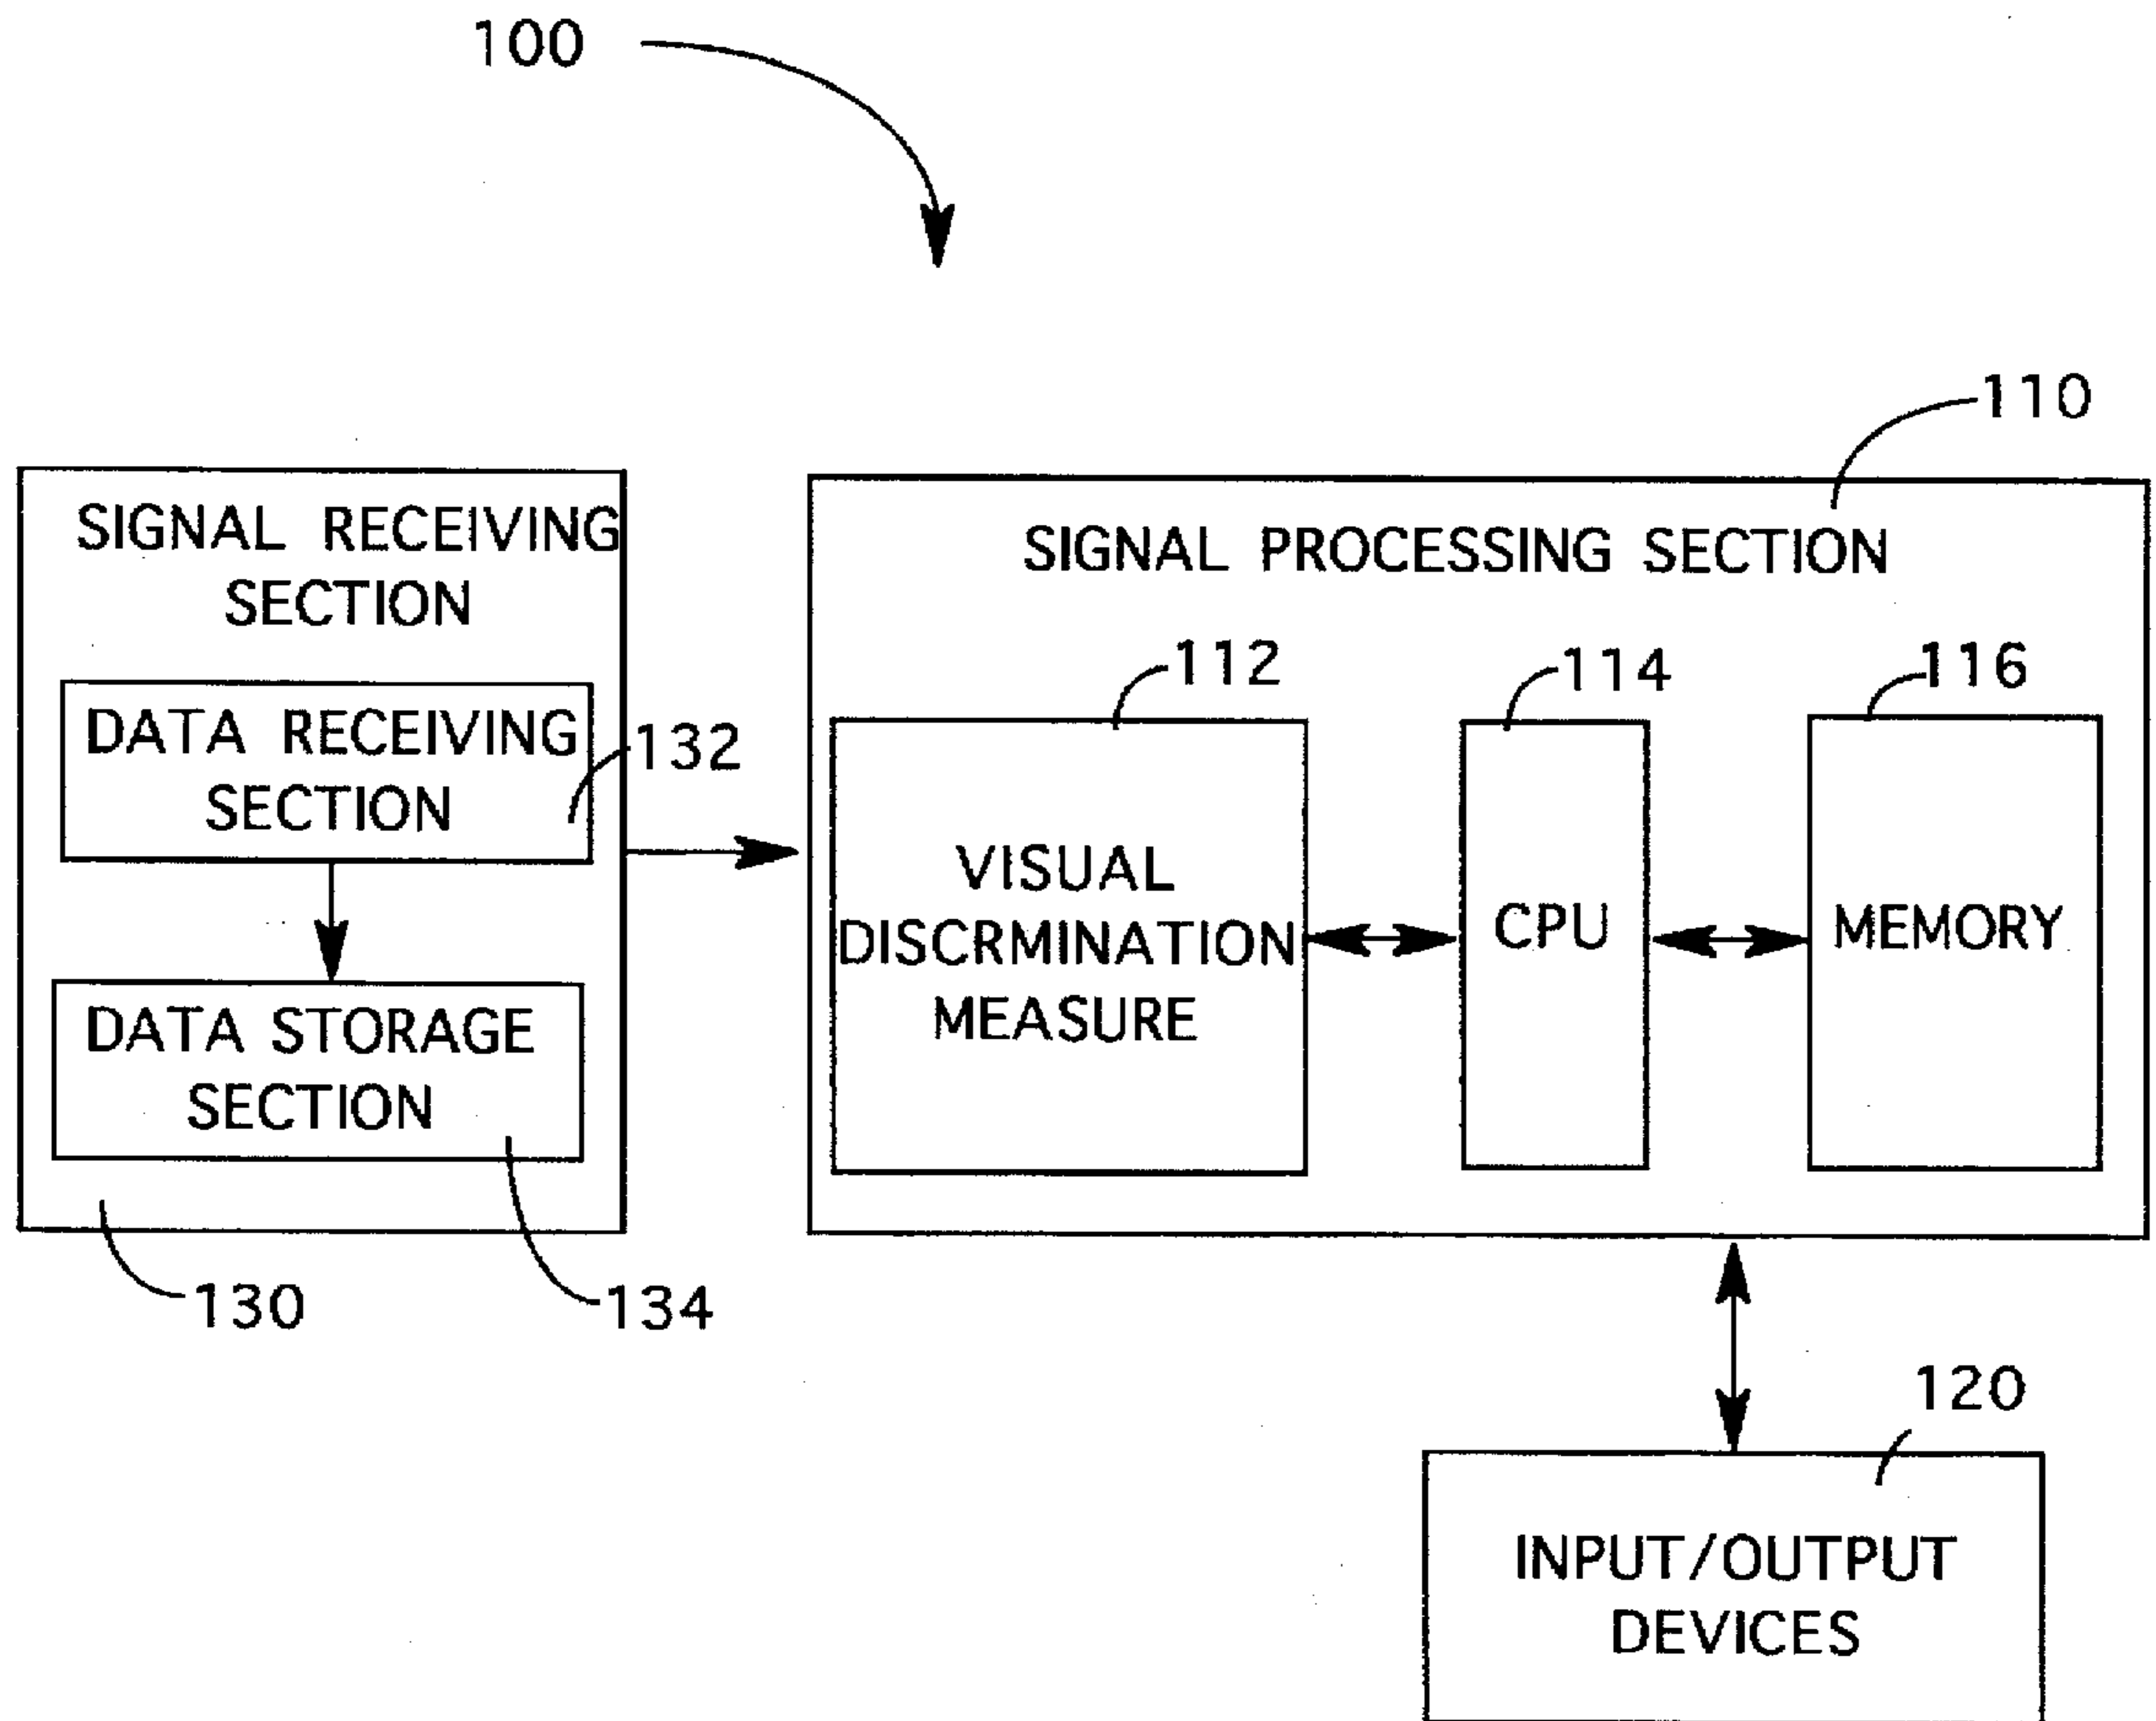 100
110
SIGNAL RECEIVING
SECTION
DATA RECEIVING
SECTION
132
DATA STORAGE
SECTION
130
134
SIGNAL PROCESSING SECTION
112
114
116
VISUAL
DISCRMINATION
MEASURE
CPU
MEMORY
120
INPUT/OUTPUT
DEVICES